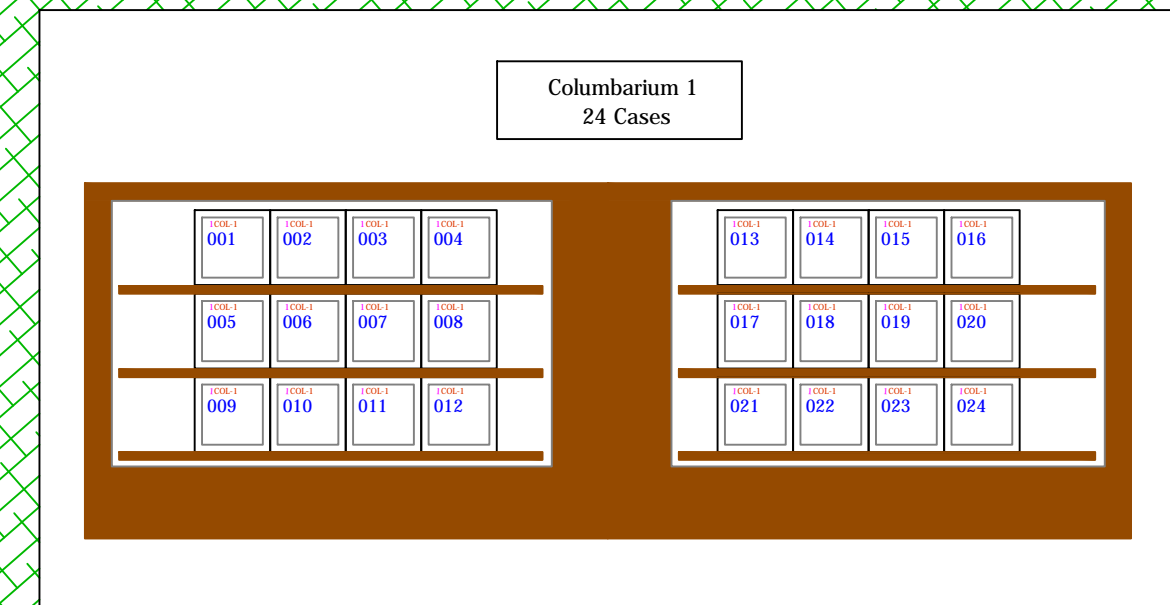 Columbarium 1
24 Cases
1COL-1 1COL-1 1COL-1 1COL-1
001 002 003 004
1COL-1 1COL-1 1COL-1 1COL-1
005 006 007 008
1COL-1 1COL-1 1COL-1 1COL-1
009 010 011 012
1COL-1 1COL-1 1COL-1 1COL-1
013 014 015 016
1COL-1 1COL-1 1COL-1 1COL-1
017 018 019 020
1COL-1 1COL-1 1COL-1 1COL-1
021 022 023 024